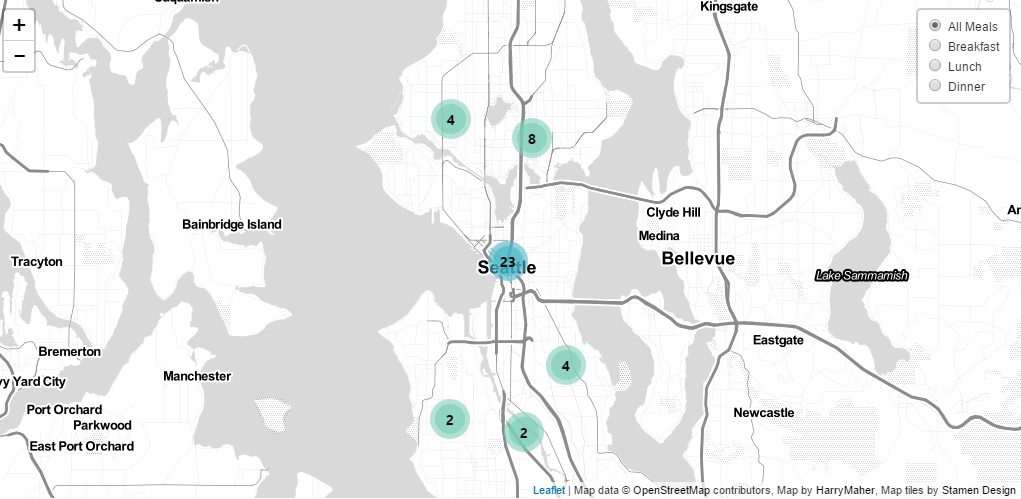 Kingsgate
+
−
All Meals
Breakfast
Lunch
Dinner
4
8
Clyde Hill
An
Bainbridge Island
Medina
Tracyton
23
Seattle
Bellevue
Lake Sammamish
Eastgate
Bremerton
4
vy Yard City
Manchester
Port Orchard
Newcastle
2
Parkwood
2
East Port Orchard
Leaflet | Map data © OpenStreetMap contributors, Map by HarryMaher, Map tiles by Stamen Design